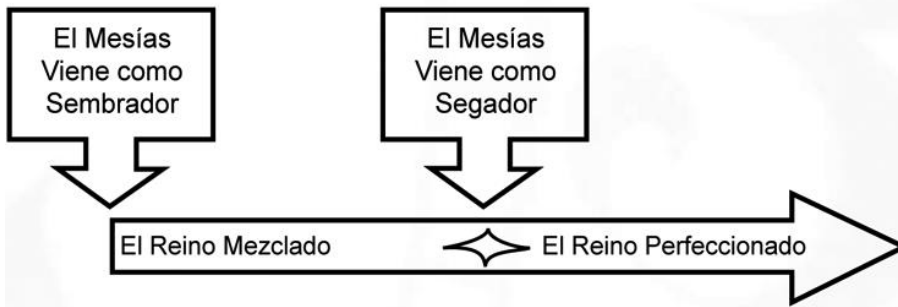 El Mesías
Viene como
Sembrador
El Mesías
Viene como
Segador
El Reino Mezclado
El Reino Perfeccionado